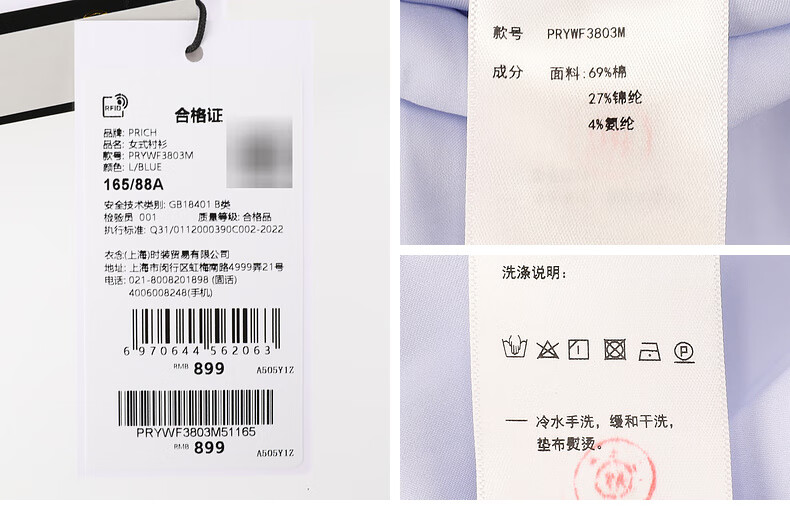 RFID
合格证
品牌: PRICH
品名: 女式衬衫
款号: PRYWF3803M
颜色: L/BLUE
165/88A
安全技术类别: GB18401 B类
检验员 001 质量等级: 合格品
执行标准: Q31/0112000390C002-2022
衣念(上海)时装贸易有限公司
地址: 上海市闵行区虹梅南路4999弄21号
电话: 021-8008201898 (固话)
4006008248(手机)
6 970644 562063
RMB 899 A505Y1Z
PRYWF3803M51165
RMB 899 A505Y1Z
款号 PRYWF3803M
成分 面料: 69%棉
27%锦纶
4%氨纶
洗涤说明:
P
— 冷水手洗，缓和干洗，
垫布熨烫。